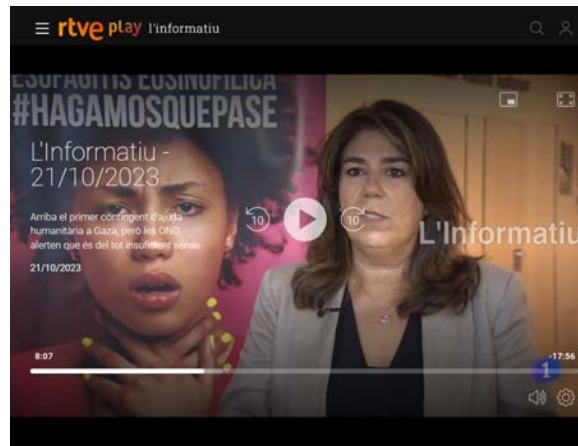 rtve play l'informatiu
ESOFAGITIS EOSINOFÍLICA
#HAGAMOSQUEPASE
L'Informatiu -
21/10/2023
Arriba el primer contingent d'ajuda
humanitària a Gaza, però les ONG
alerten que és del tot insuficient sense
21/10/2023
10
10
L'Informatiu
8:07
-17:56
1